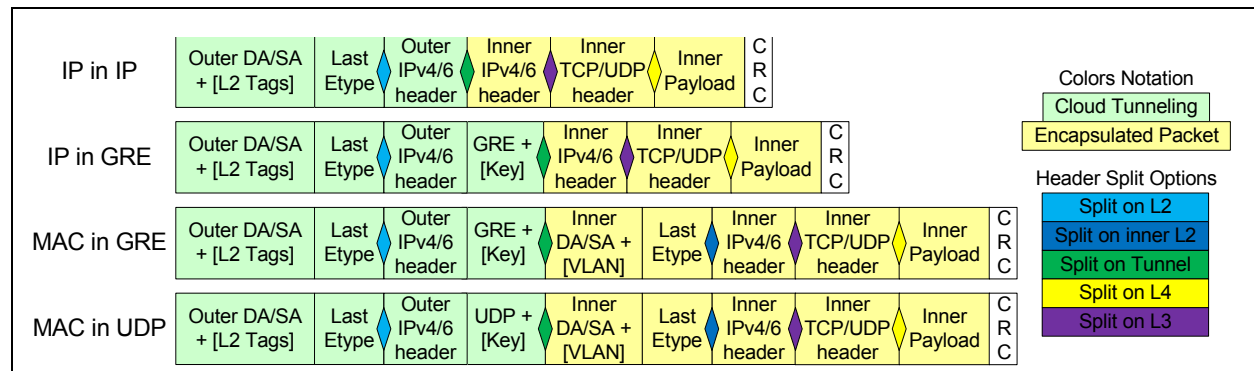 IP in IP
Outer DA/SA
+ [L2 Tags]
Last
Etype
Outer
IPv4/6
header
Inner
IPv4/6
header
Inner
TCP/UDP
header
Inner
Payload
C
R
C
IP in GRE
Outer DA/SA
+ [L2 Tags]
Last
Etype
Outer
IPv4/6
header
GRE +
[Key]
Inner
IPv4/6
header
Inner
TCP/UDP
header
Inner
Payload
C
R
C
MAC in GRE
Outer DA/SA
+ [L2 Tags]
Last
Etype
Outer
IPv4/6
header
GRE +
[Key]
Inner
DA/SA +
[VLAN]
Last
Etype
Inner
IPv4/6
header
Inner
TCP/UDP
header
Inner
Payload
C
R
C
MAC in UDP
Outer DA/SA
+ [L2 Tags]
Last
Etype
Outer
IPv4/6
header
UDP +
[Key]
Inner
DA/SA +
[VLAN]
Last
Etype
Inner
IPv4/6
header
Inner
TCP/UDP
header
Inner
Payload
C
R
C
Colors Notation
Cloud Tunneling
Encapsulated Packet
Header Split Options
Split on L2
Split on inner L2
Split on Tunnel
Split on L4
Split on L3